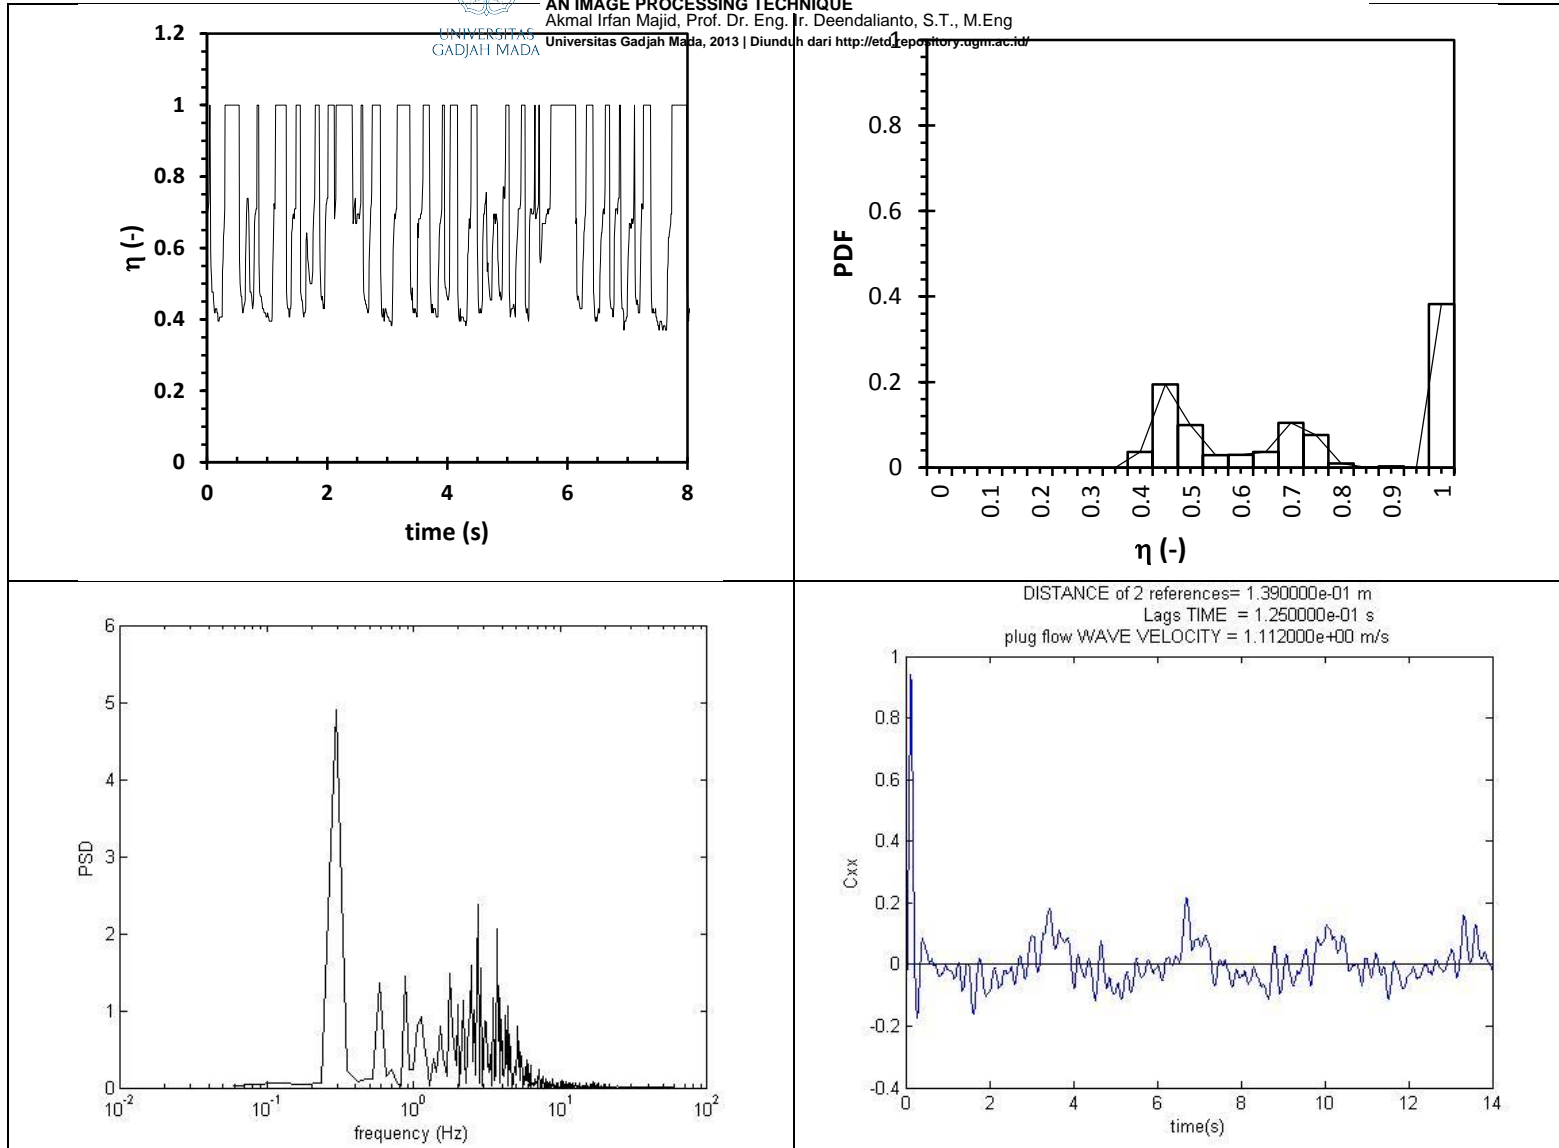 AN IMAGE PROCESSING TECHNIQUE
Akmal Irfan Majid, Prof. Dr. Eng. Ir. Deendalianto, S.T., M.Eng
UNIVERSITAS
GADJAH MADA
Universitas Gadjah Mada, 2013 | Diunduh dari http://etd.repository.ugm.ac.id/
1.2
1
0.8
0.6
0.4
0.2
0
η (-)
0 2 4 6 8
time (s)
1
0.8
0.6
0.4
0.2
0
PDF
0 0.1 0.2 0.3 0.4 0.5 0.6 0.7 0.8 0.9 1
η (-)
6
5
4
3
2
1
0
PSD
10-2 10-1 100 101 102
frequency (Hz)
DISTANCE of 2 references= 1.390000e-01 m
Lags TIME = 1.250000e-01 s
plug flow WAVE VELOCITY = 1.112000e+00 m/s
1
0.8
0.6
0.4
0.2
0
-0.2
-0.4
Cxx
0 2 4 6 8 10 12 14
time(s)